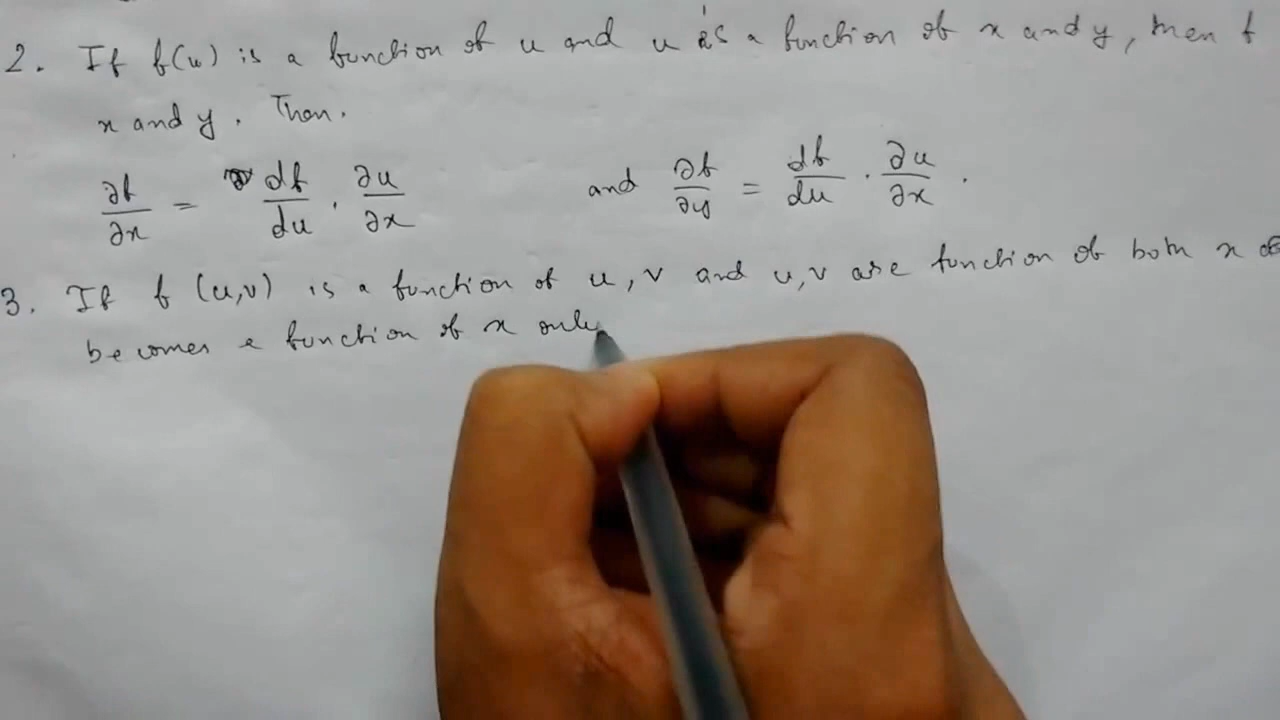 2. If f(u) is a function of u and u is a function of x and y, then f
x and y. Then.
∂f/∂x = df/du · ∂u/∂x and ∂f/∂y = df/du · ∂u/∂x .
3. If f (u,v) is a function of u, v and u, v are function of both x
becomes a function of x only